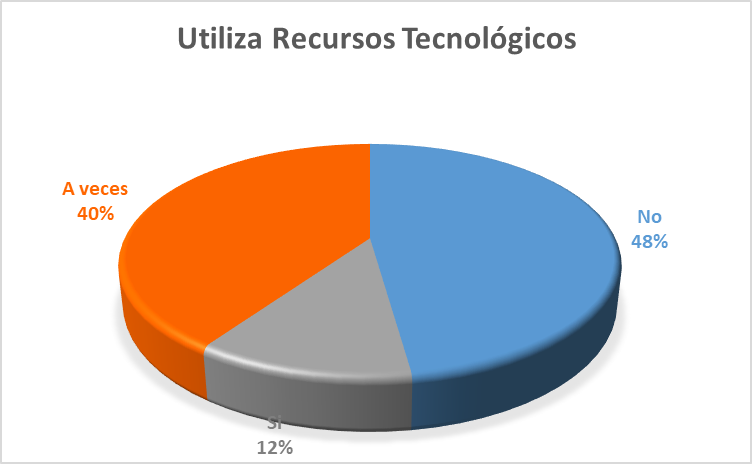 Utiliza Recursos Tecnológicos
A veces
40%
No
48%
Si
12%